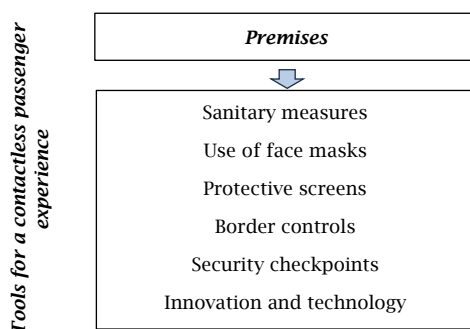 Tools for a contactless passenger
experience
Premises
Sanitary measures
Use of face masks
Protective screens
Border controls
Security checkpoints
Innovation and technology